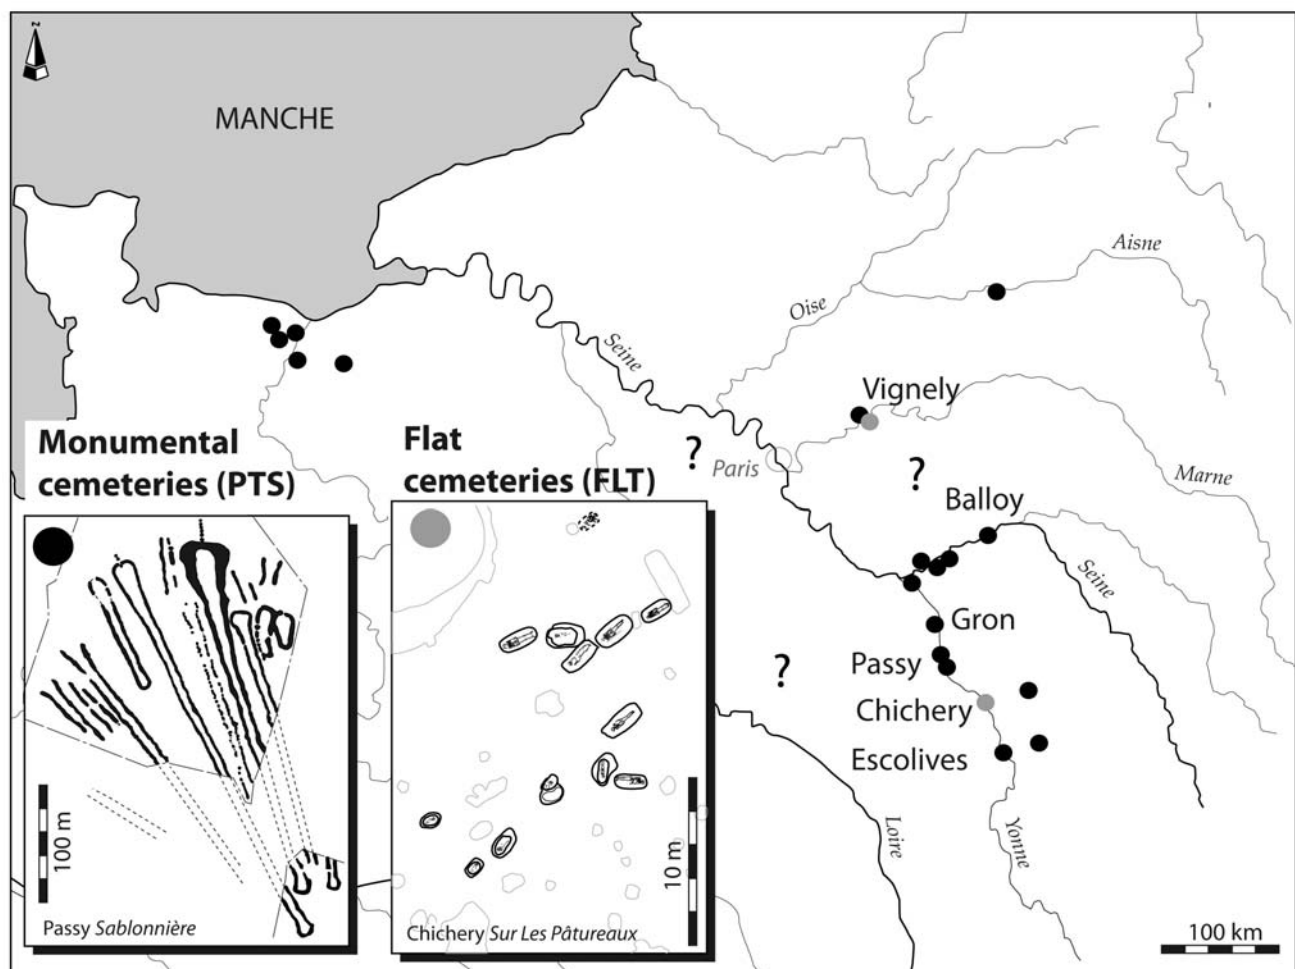 z
MANCHE
Aisne
Oise
Seine
Vignely
Monumental
cemeteries (PTS)
Flat
cemeteries (FLT)
?
Paris
?
Marne
Balloy
Seine
Gron
?
Passy
Chichery
Escolives
Loire
Yonne
100 m
10 m
Passy Sablonnière
Chichery Sur Les Pâtureaux
100 km